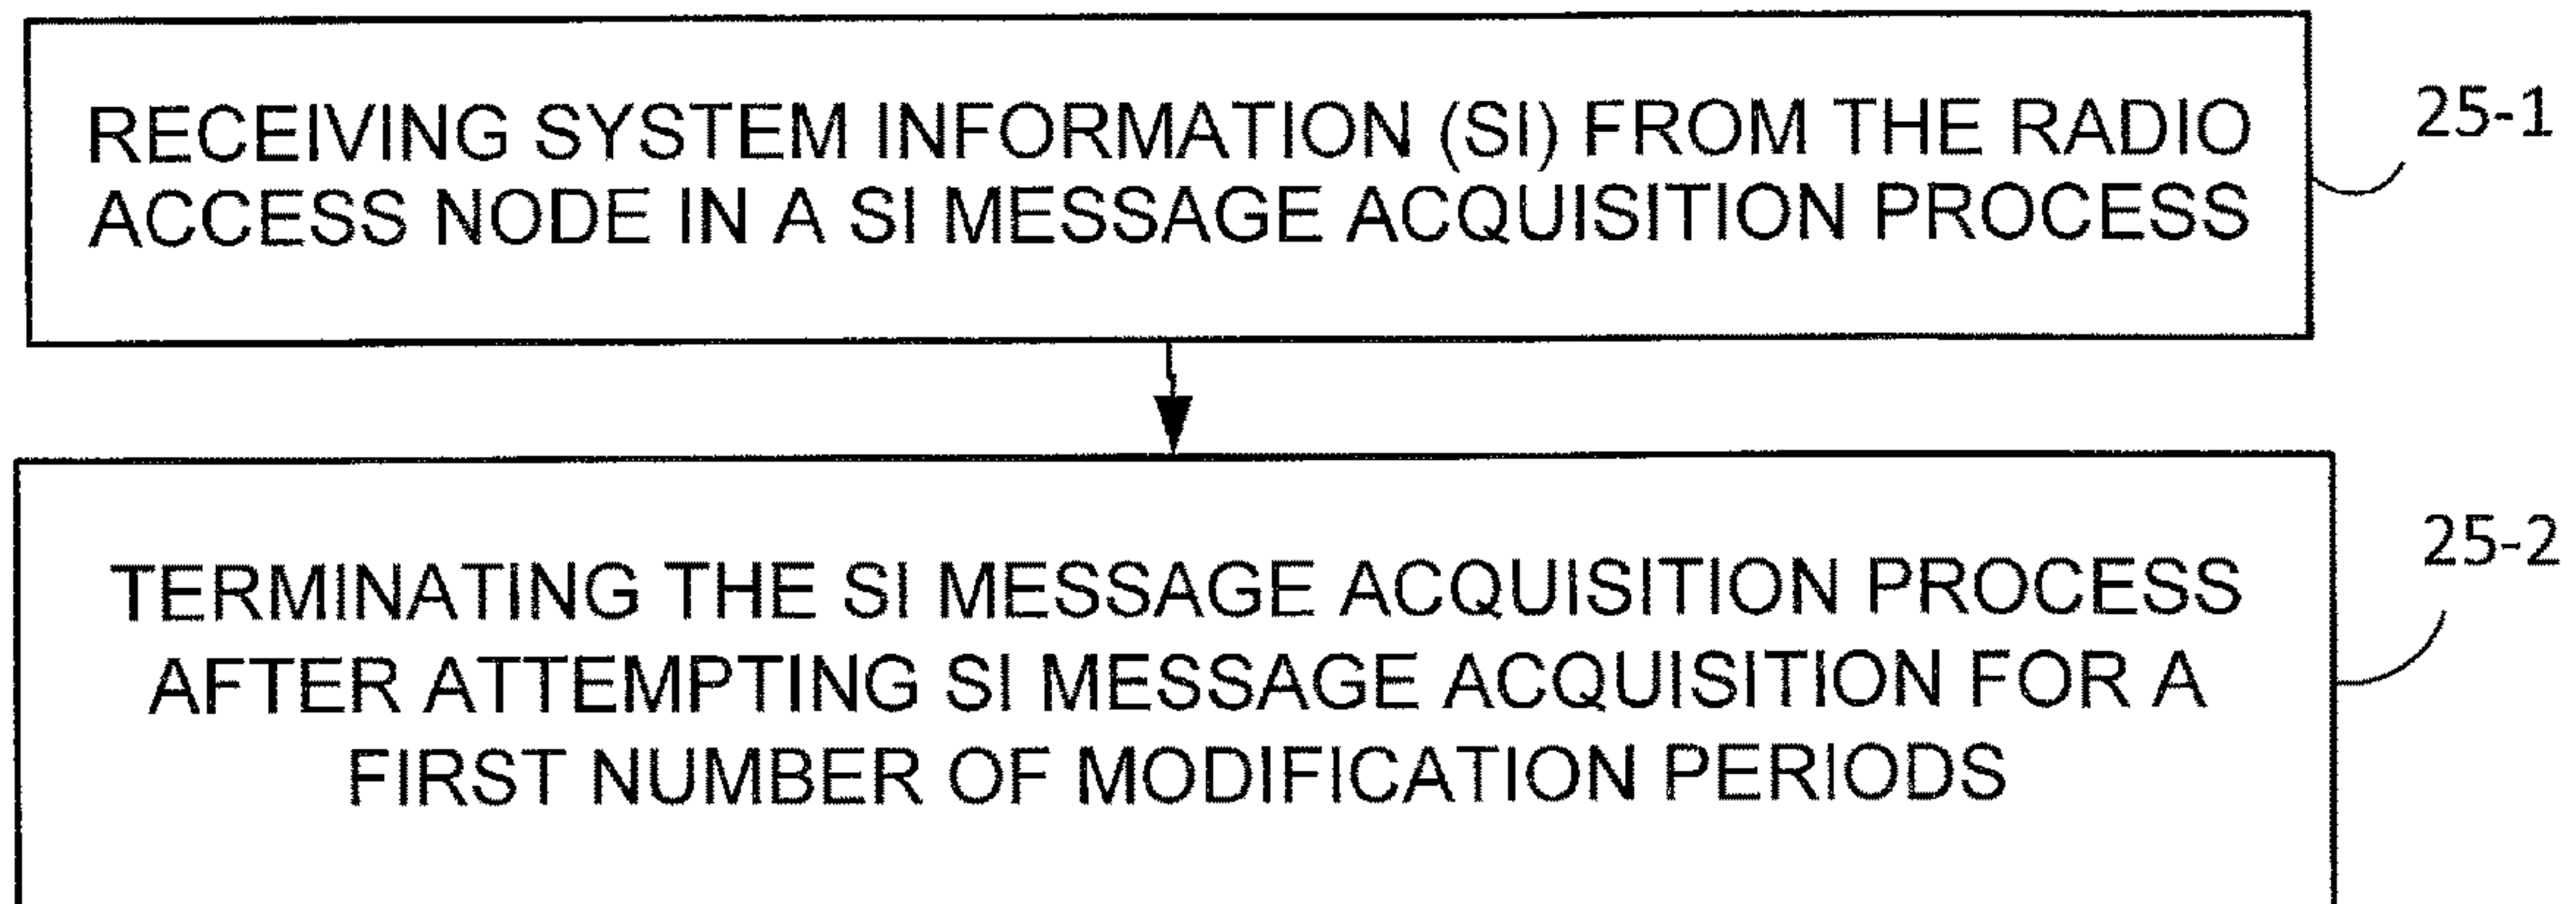 RECEIVING SYSTEM INFORMATION (SI) FROM THE RADIO
ACCESS NODE IN A SI MESSAGE ACQUISITION PROCESS
25-1
TERMINATING THE SI MESSAGE ACQUISITION PROCESS
AFTER ATTEMPTING SI MESSAGE ACQUISITION FOR A
FIRST NUMBER OF MODIFICATION PERIODS
25-2